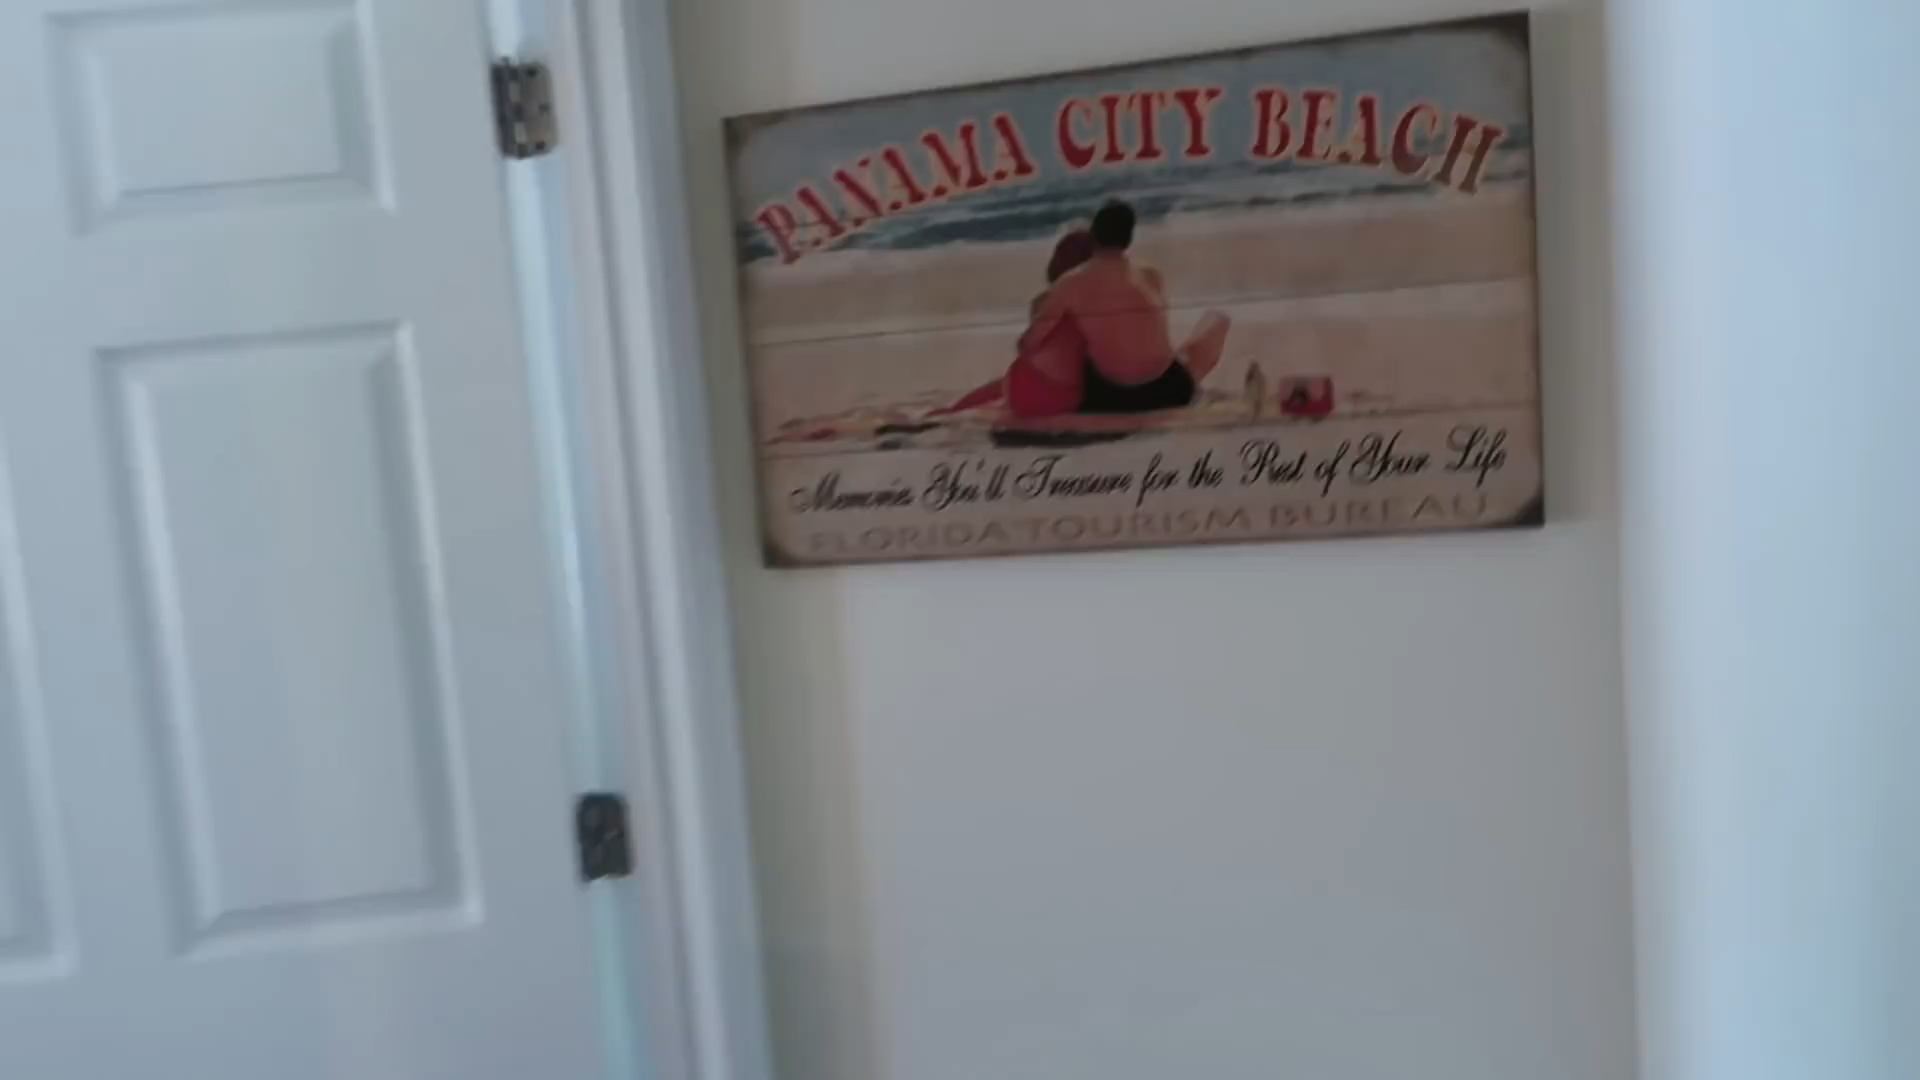 PANAMA CITY BEACH
Memories You'll Treasure for the Rest of Your Life
FLORIDA TOURISM BUREAU